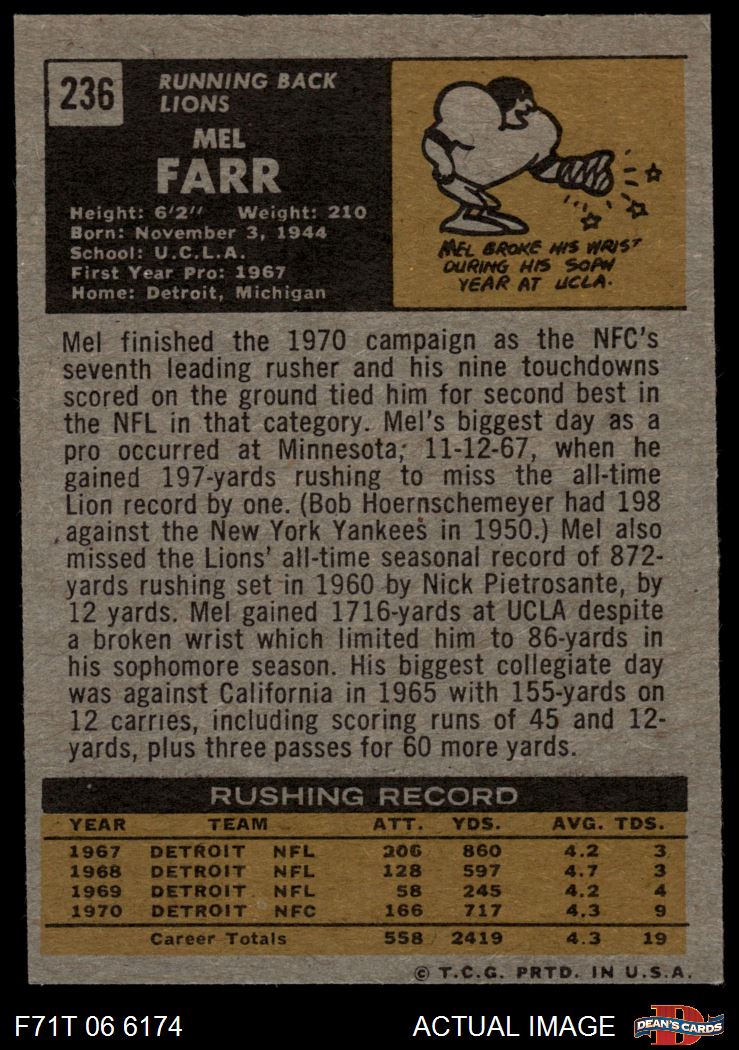 236
RUNNING BACK
LIONS
MEL
FARR
Height: 6'2" Weight: 210
Born: November 3, 1944
School: U.C.L.A.
First Year Pro: 1967
Home: Detroit, Michigan
MEL BROKE HIS WRIST
DURING HIS SOPH
YEAR AT UCLA.
Mel finished the 1970 campaign as the NFC's
seventh leading rusher and his nine touchdowns
scored on the ground tied him for second best in
the NFL in that category. Mel's biggest day as a
pro occurred at Minnesota, 11-12-67, when he
gained 197-yards rushing to miss the all-time
Lion record by one. (Bob Hoernschemeyer had 198
against the New York Yankees in 1950.) Mel also
missed the Lions' all-time seasonal record of 872-
yards rushing set in 1960 by Nick Pietrosante, by
12 yards. Mel gained 1716-yards at UCLA despite
a broken wrist which limited him to 86-yards in
his sophomore season. His biggest collegiate day
was against California in 1965 with 155-yards on
12 carries, including scoring runs of 45 and 12-
yards, plus three passes for 60 more yards.
RUSHING RECORD
YEAR TEAM ATT. YDS. AVG. TDS.
1967 DETROIT NFL 206 860 4.2 3
1968 DETROIT NFL 128 597 4.7 3
1969 DETROIT NFL 58 245 4.2 4
1970 DETROIT NFC 166 717 4.3 9
Career Totals 558 2419 4.3 19
© T.C.G. PRTD. IN U.S.A.
F71T 06 6174 ACTUAL IMAGE
D
DEAN'S CARDS